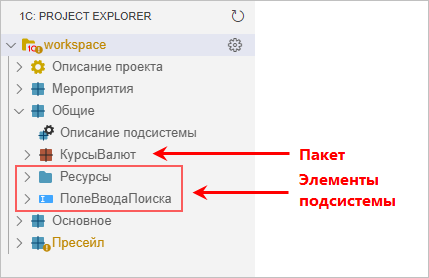 1C: PROJECT EXPLORER
workspace
Описание проекта
Мероприятия
Общие
Описание подсистемы
КурсыВалют
Пакет
Ресурсы
Элементы
подсистемы
ПолеВводаПоиска
Основное
Пресейл